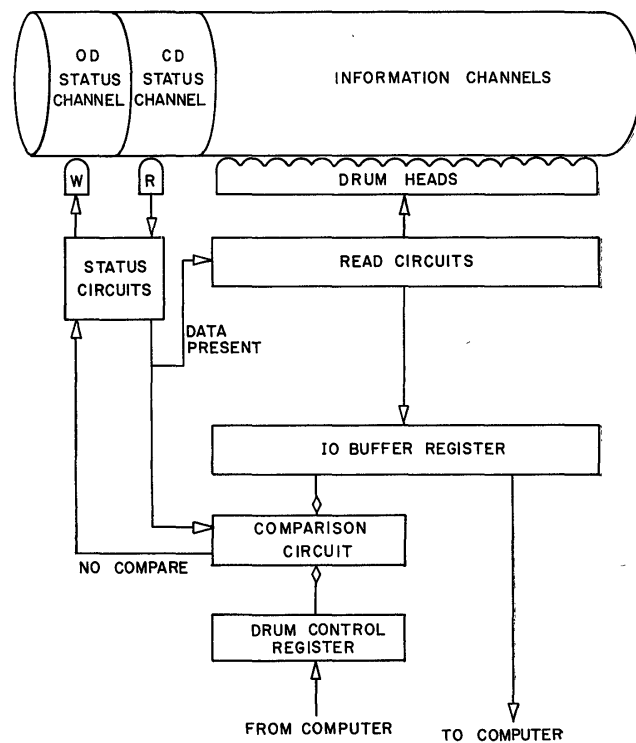 OD
STATUS
CHANNEL
CD
STATUS
CHANNEL
INFORMATION CHANNELS
W
R
DRUM HEADS
STATUS
CIRCUITS
READ CIRCUITS
DATA
PRESENT
IO BUFFER REGISTER
COMPARISON
CIRCUIT
NO COMPARE
DRUM CONTROL
REGISTER
FROM COMPUTER
TO COMPUTER